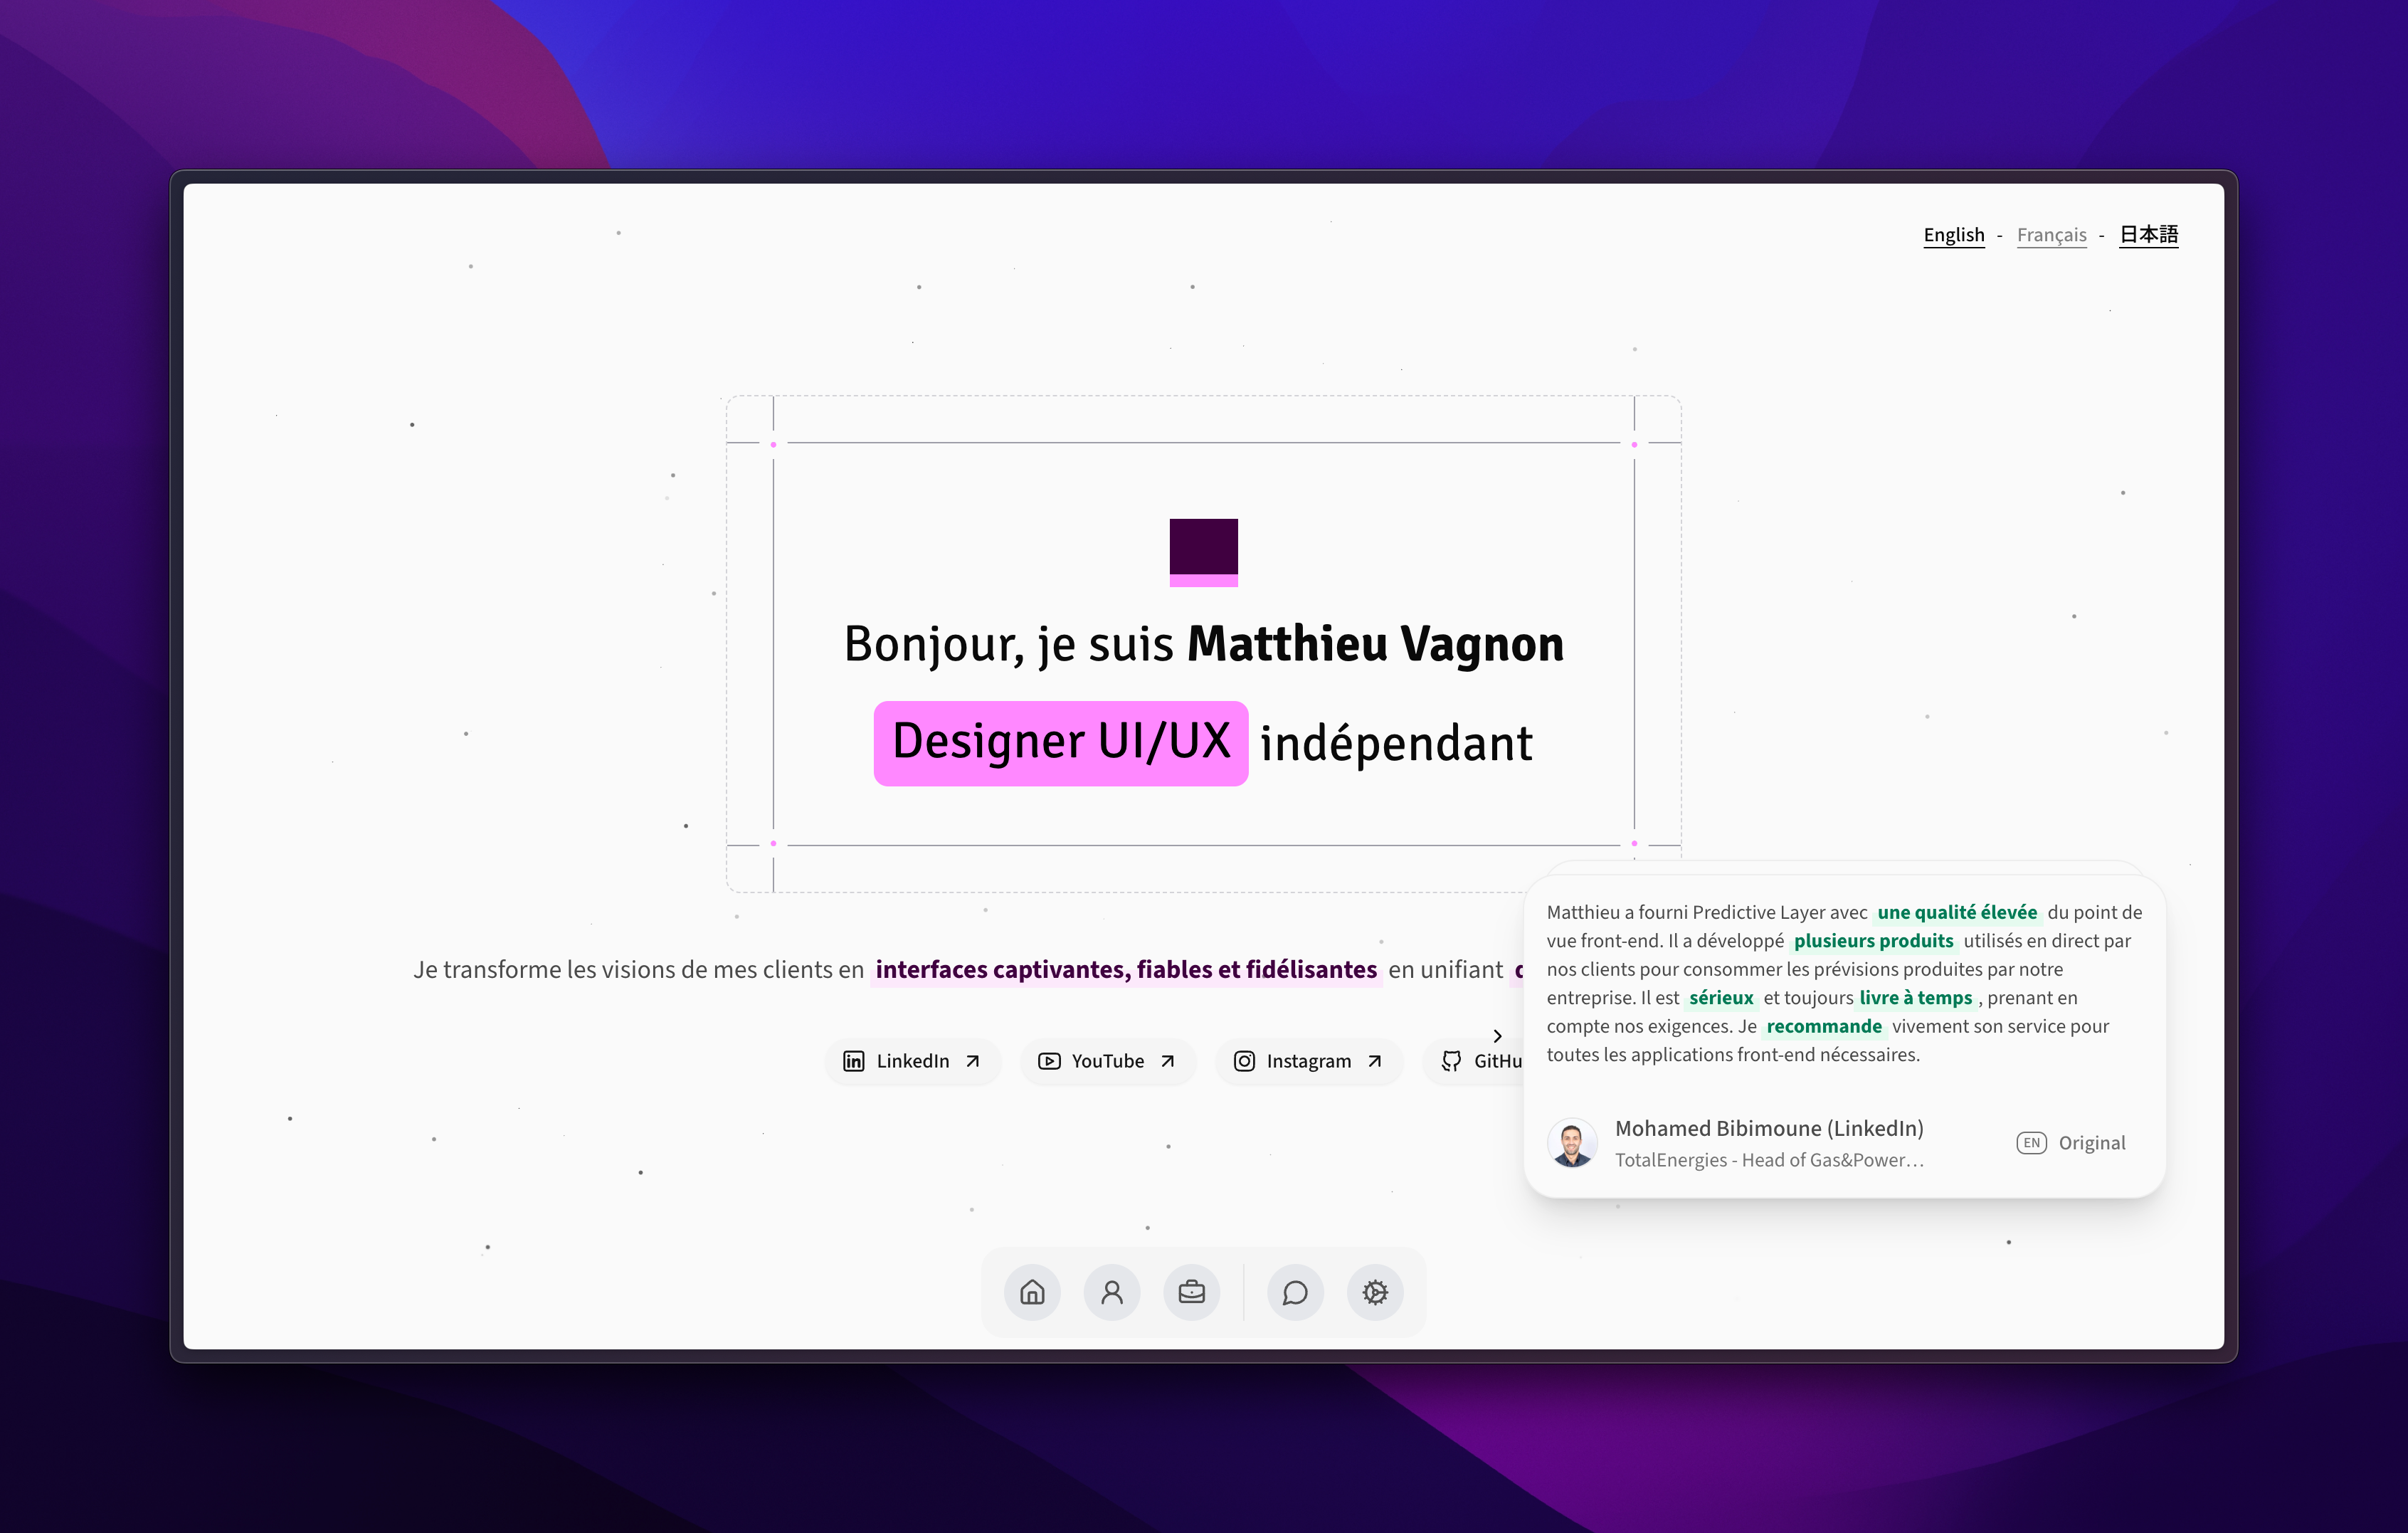 English - Français - 日本語
Bonjour, je suis Matthieu Vagnon
Designer UI/UX indépendant
Je transforme les visions de mes clients en interfaces captivantes, fiables et fidélisantes en unifiant
LinkedIn
YouTube
Instagram
GitHu
Matthieu a fourni Predictive Layer avec une qualité élevée du point de
vue front-end. Il a développé plusieurs produits utilisés en direct par
nos clients pour consommer les prévisions produites par notre
entreprise. Il est sérieux et toujours livre à temps, prenant en
compte nos exigences. Je recommande vivement son service pour
toutes les applications front-end nécessaires.
Mohamed Bibimoune (LinkedIn)
TotalEnergies - Head of Gas&Power…
EN Original